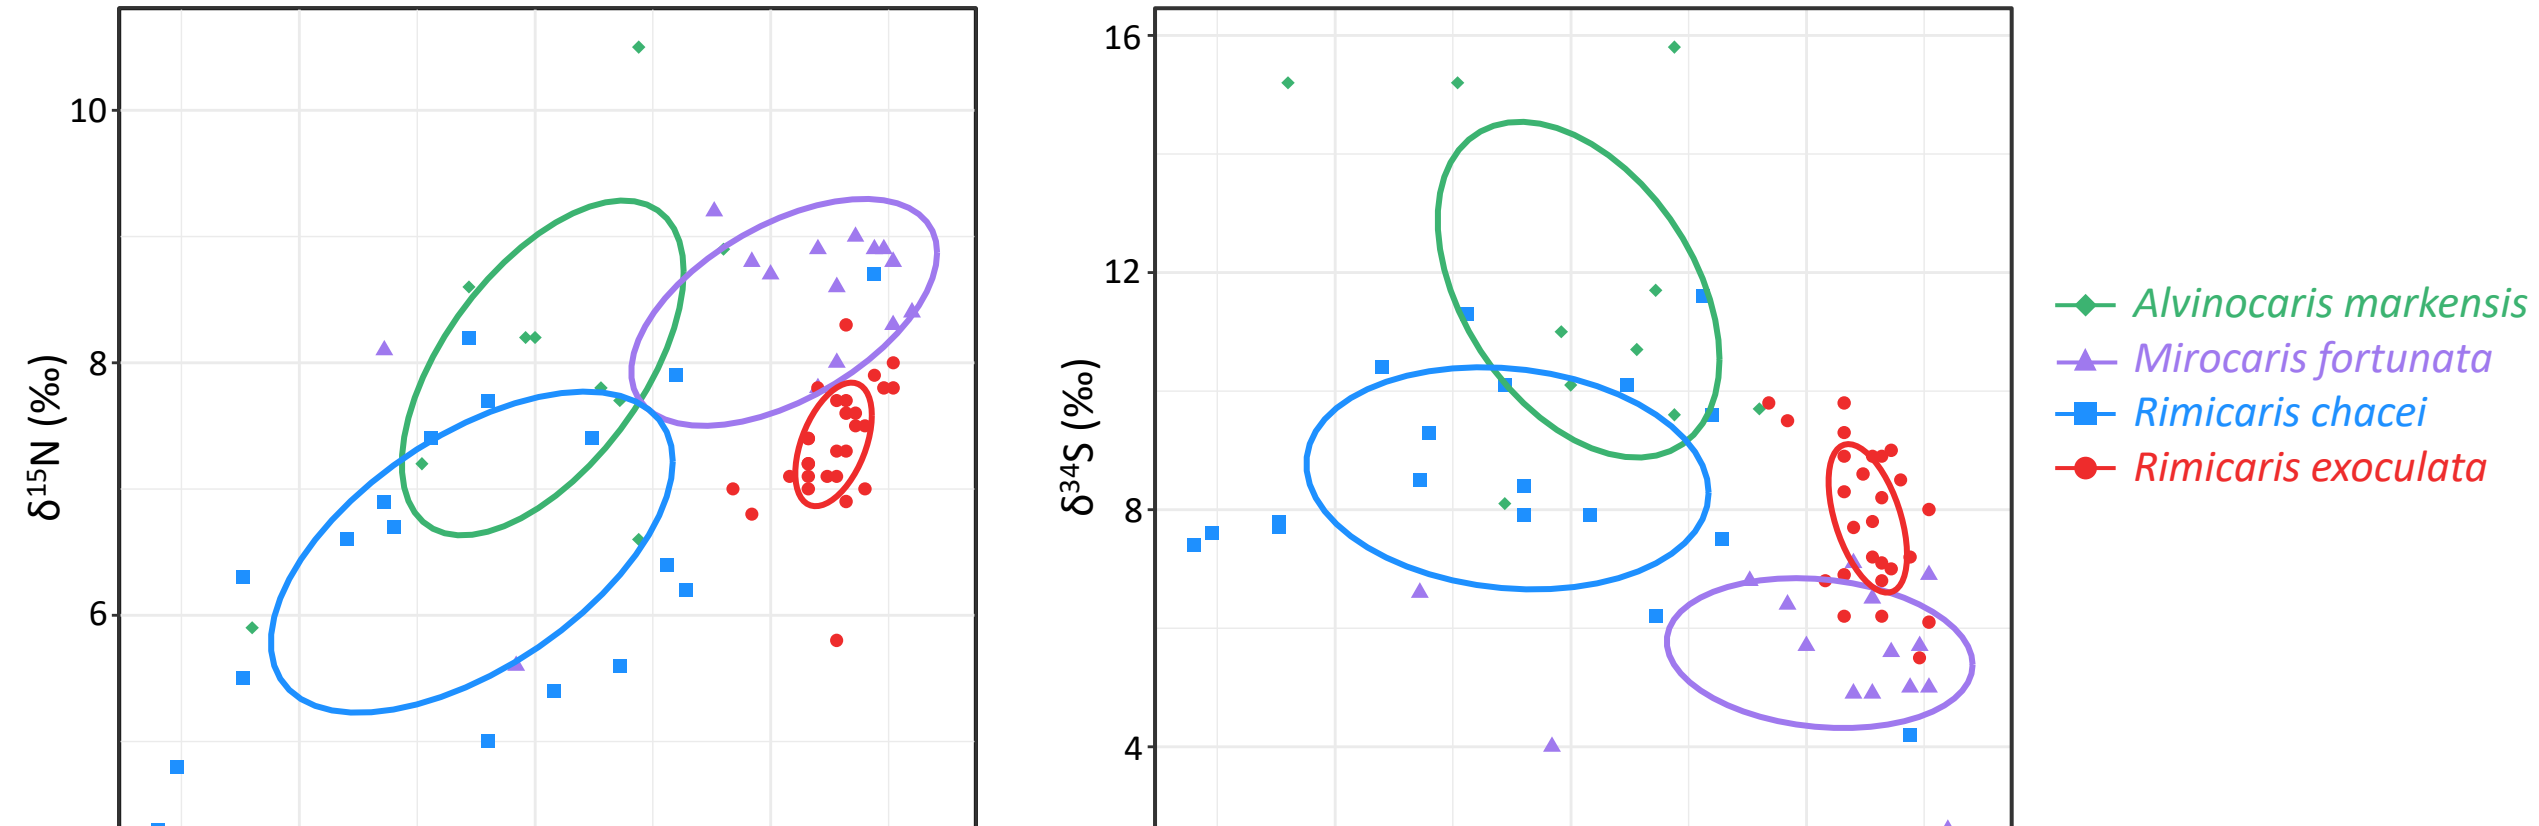 10
8
6
δ¹⁵N (‰)
16
12
8
4
δ³⁴S (‰)
Alvinocaris markensis
Mirocaris fortunata
Rimicaris chacei
Rimicaris exoculata